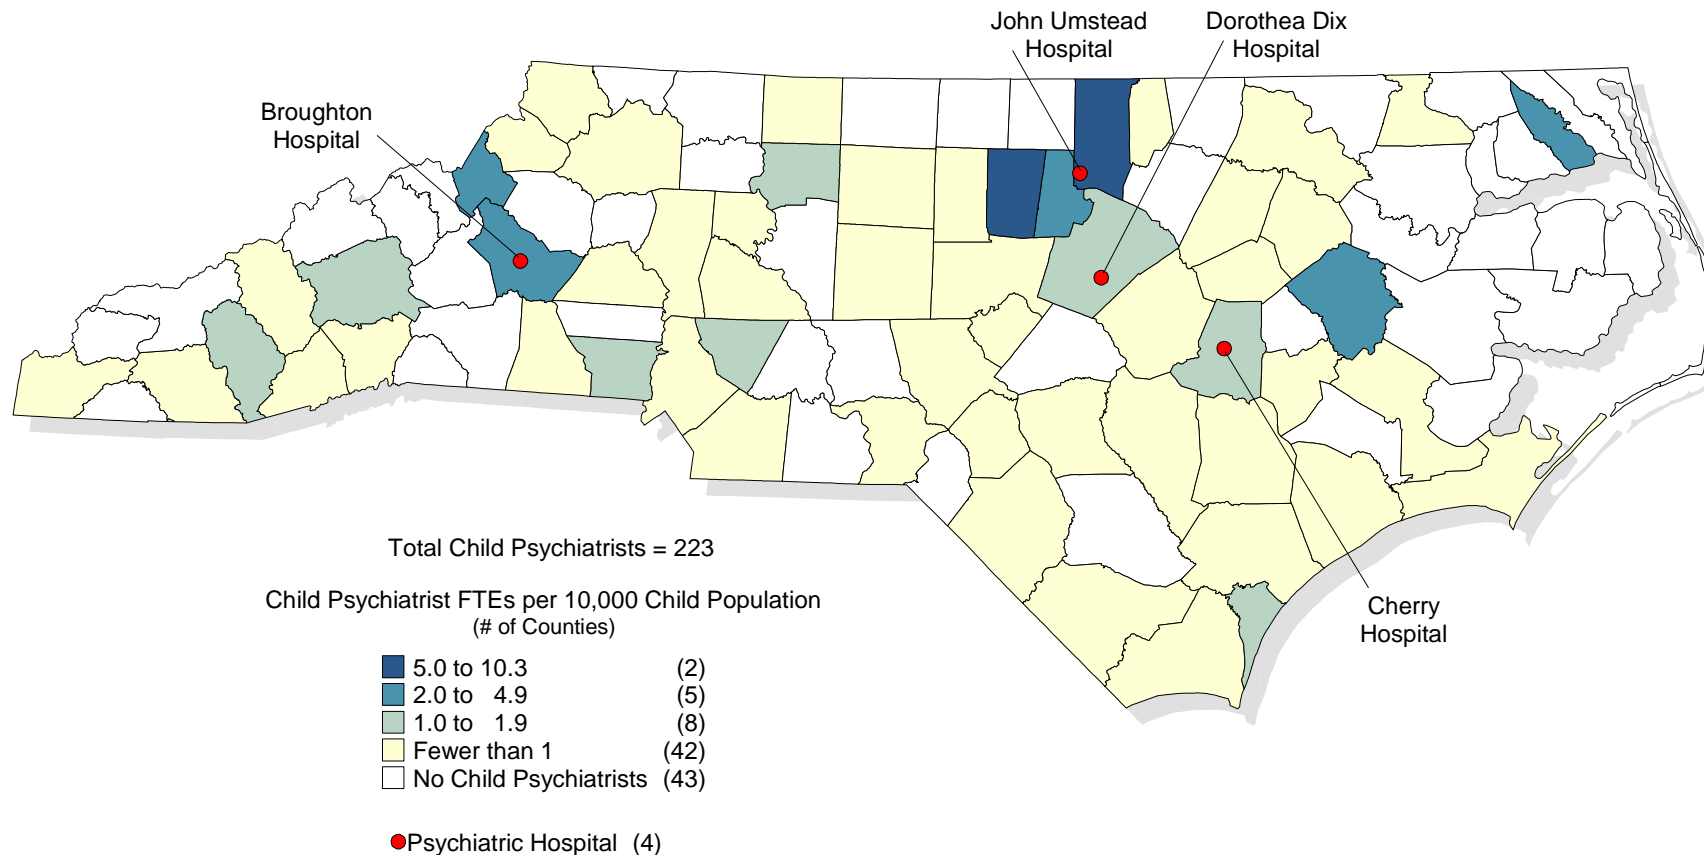 John Umstead
Hospital
Dorothea Dix
Hospital
Broughton
Hospital
Total Child Psychiatrists = 223
Child Psychiatrist FTEs per 10,000 Child Population
(# of Counties)
5.0 to 10.3 (2)
2.0 to 4.9 (5)
1.0 to 1.9 (8)
Fewer than 1 (42)
No Child Psychiatrists (43)
Psychiatric Hospital (4)
Cherry
Hospital